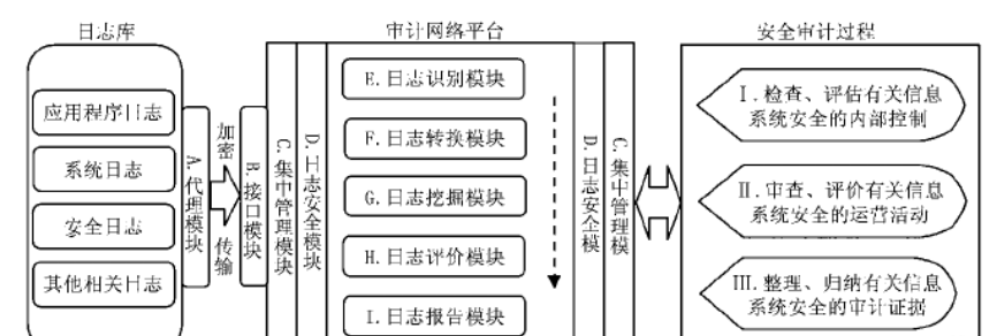 日志库
审计网络平台
安全审计过程
应用程序日志
系统日志
安全日志
其他相关日志
A.代理模块
加密
传输
B.接口模块
C.集中管理模块
D.日志安全模块
E.日志识别模块
F.日志转换模块
G.日志挖掘模块
H.日志评价模块
I.日志报告模块
D.日志安全模
C.集中管理模
Ⅰ.检查、评估有关信息
系统安全的内部控制
Ⅱ.审查、评价有关信息
系统安全的运营活动
III.整理、归纳有关信息
系统安全的审计证据